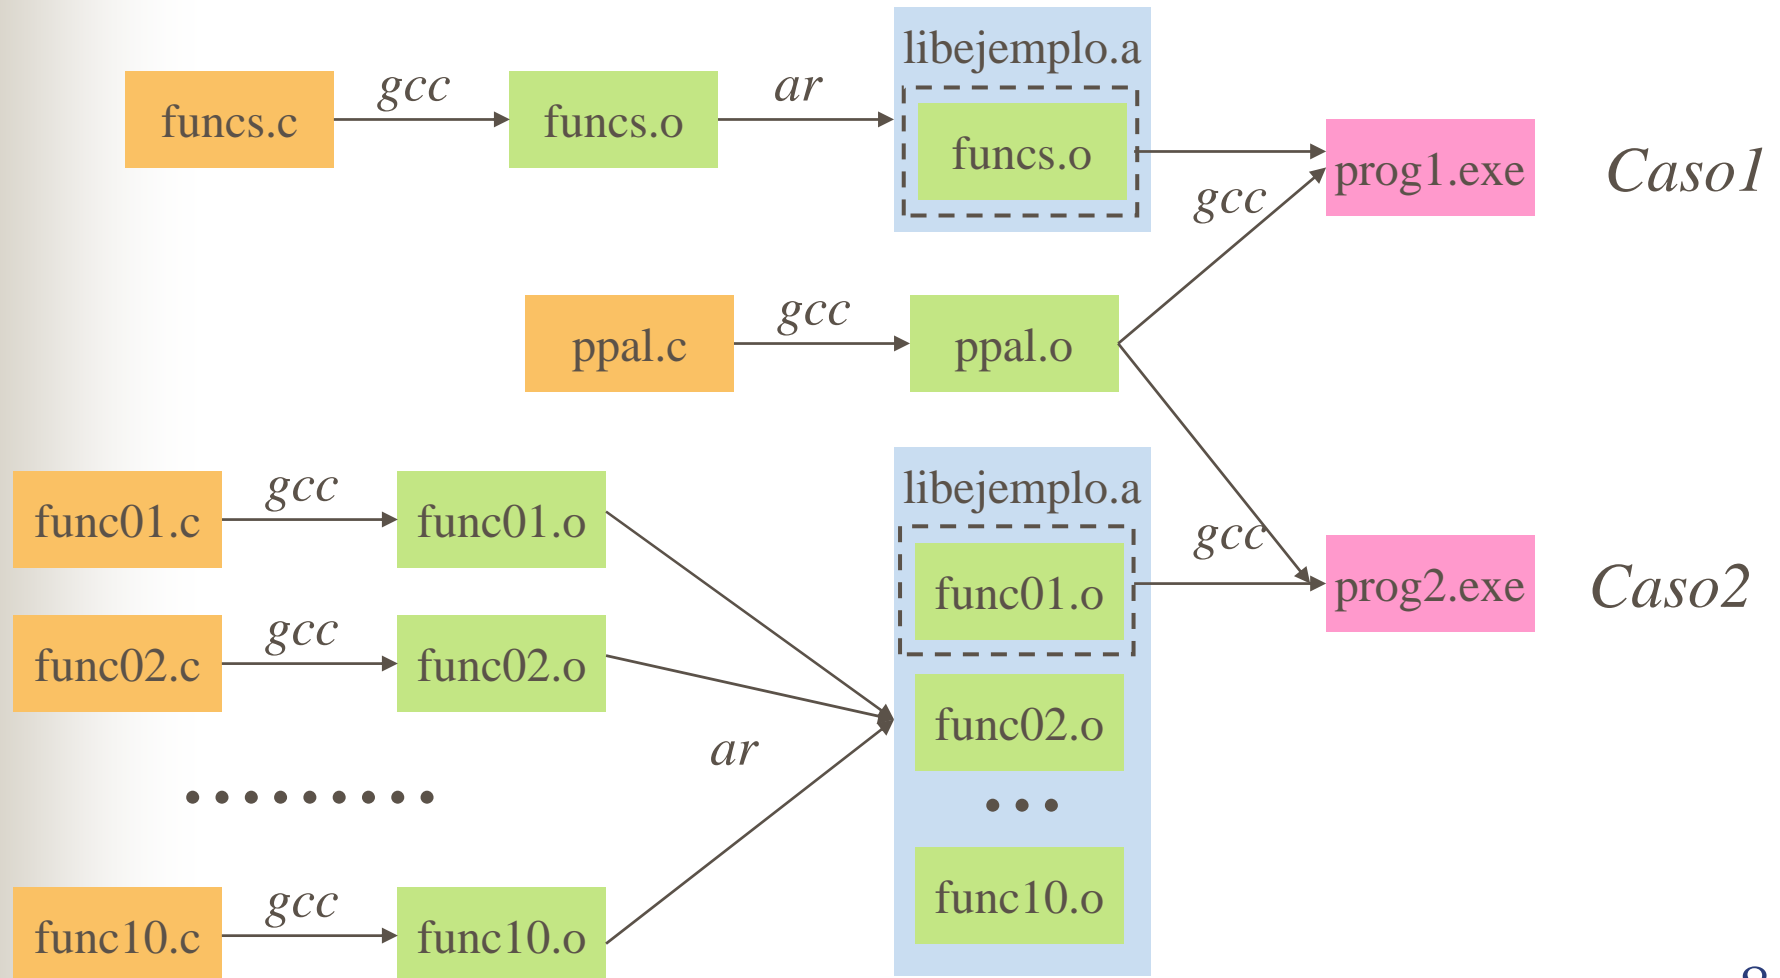 libejemplo.a
gcc
ar
funcs.c
funcs.o
funcs.o
prog1.exe
Caso1
gcc
gcc
ppal.c
ppal.o
libejemplo.a
gcc
func01.c
func01.o
gcc
func01.o
prog2.exe
Caso2
gcc
func02.c
func02.o
func02.o
ar
.........
...
gcc
func10.o
func10.c
func10.o